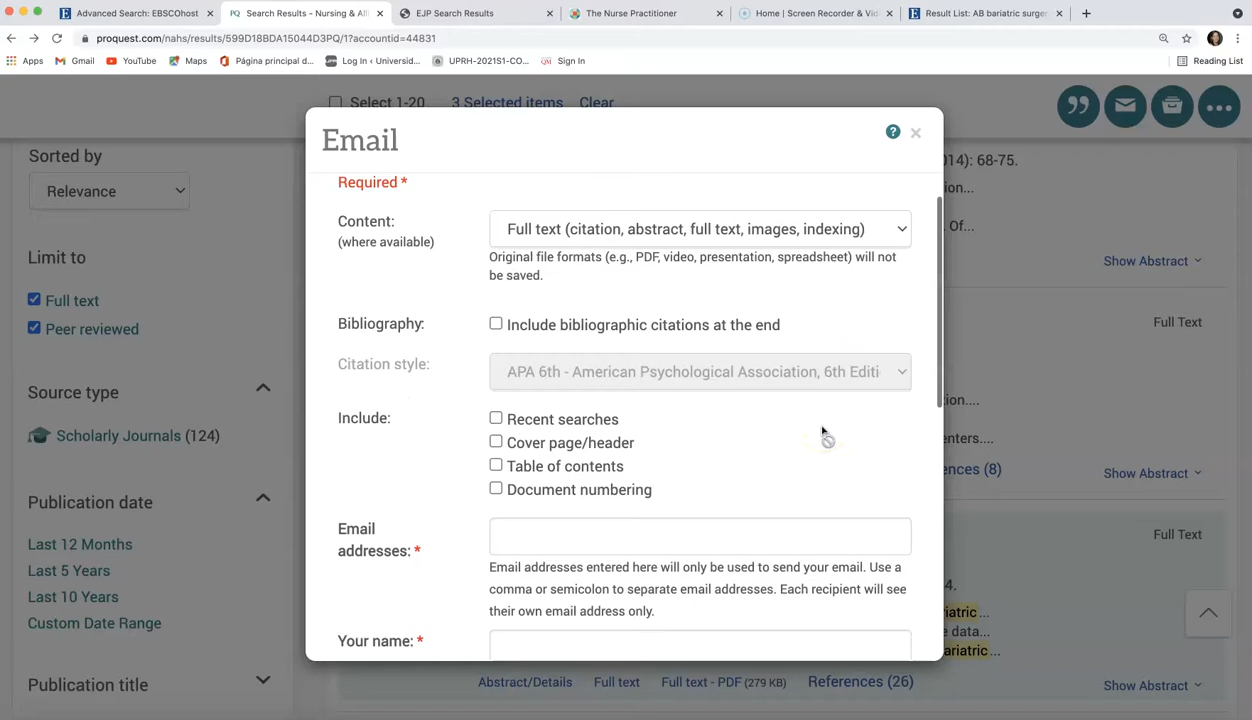 Advanced Search: EBSCOhost
Search Results - Nursing & All
EJP Search Results
The Nurse Practitioner
Home | Screen Recorder & Vid
Result List: AB bariatric surger
proquest.com/nahs/results/599D18BDA15044D3PQ/1?accountid=44831
Apps
Gmail
YouTube
Maps
Página principal d...
Log In ‹ Universid...
UPRH-2021S1-CO...
Sign In
Reading List
Select 1-20
3 Selected items
Clear
Sorted by
Relevance
Limit to
Full text
Peer reviewed
Source type
Scholarly Journals (124)
Publication date
Last 12 Months
Last 5 Years
Last 10 Years
Custom Date Range
Publication title
Email
Required *
Content:
(where available)
Full text (citation, abstract, full text, images, indexing)
Original file formats (e.g., PDF, video, presentation, spreadsheet) will not
be saved.
Bibliography:
Include bibliographic citations at the end
Citation style:
APA 6th - American Psychological Association, 6th Editi
Include:
Recent searches
Cover page/header
Table of contents
Document numbering
Email
addresses: *
Email addresses entered here will only be used to send your email. Use a
comma or semicolon to separate email addresses. Each recipient will see
their own email address only.
Your name: *
014): 68-75.
ion...
Of...
Show Abstract
Full Text
tion....
enters...
ences (8)
Show Abstract
Full Text
4.
iatric ...
e data...
ariatric ...
Abstract/Details
Full text
Full text - PDF (279 KB)
References (26)
Show Abstract